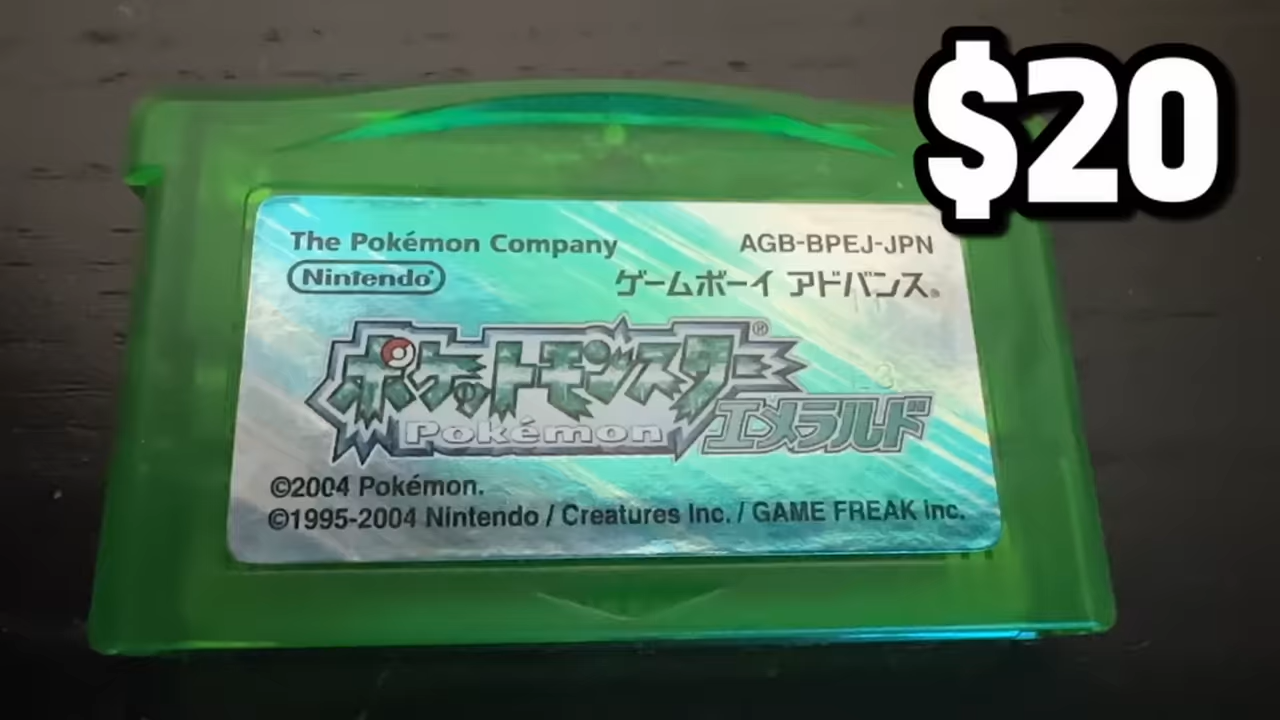 $20
The Pokémon Company
AGB-BPEJ-JPN
Nintendo®
ゲームボーイ アドバンス®
ポケットモンスター®
Pokémon
エメラルド
©2004 Pokémon.
©1995-2004 Nintendo / Creatures Inc. / GAME FREAK inc.